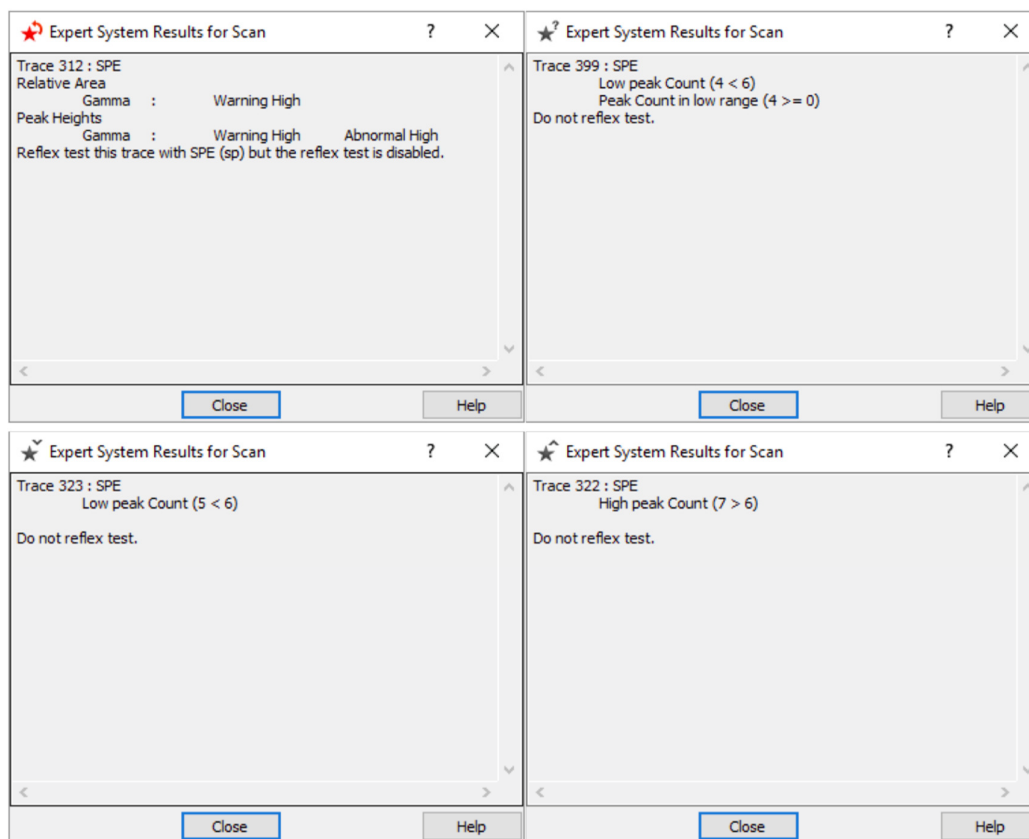 Expert System Results for Scan ? ×
Trace 312 : SPE
Relative Area
Gamma : Warning High
Peak Heights
Gamma : Warning High Abnormal High
Reflex test this trace with SPE (sp) but the reflex test is disabled.
Close Help
Expert System Results for Scan ? ×
Trace 399 : SPE
Low peak Count (4 < 6)
Peak Count in low range (4 >= 0)
Do not reflex test.
Close Help
Expert System Results for Scan ? ×
Trace 323 : SPE
Low peak Count (5 < 6)
Do not reflex test.
Close Help
Expert System Results for Scan ? ×
Trace 322 : SPE
High peak Count (7 > 6)
Do not reflex test.
Close Help